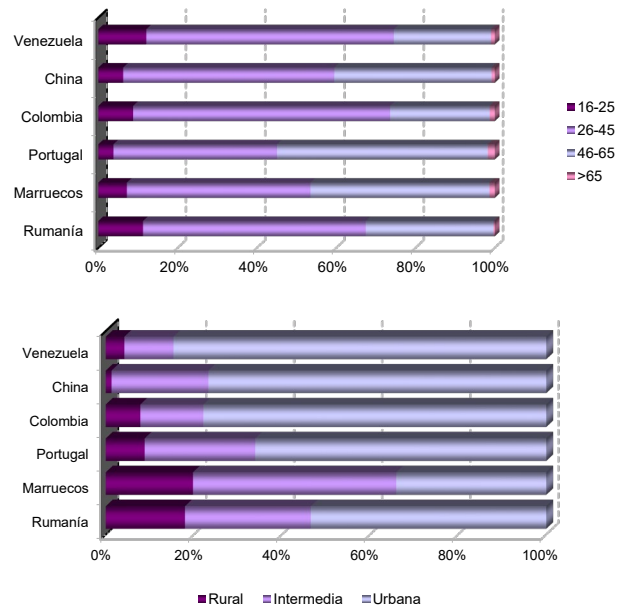 Venezuela
China
Colombia
Portugal
Marruecos
Rumanía
0% 20% 40% 60% 80% 100%
16-25
26-45
46-65
>65
Venezuela
China
Colombia
Portugal
Marruecos
Rumanía
0% 20% 40% 60% 80% 100%
Rural Intermedia Urbana